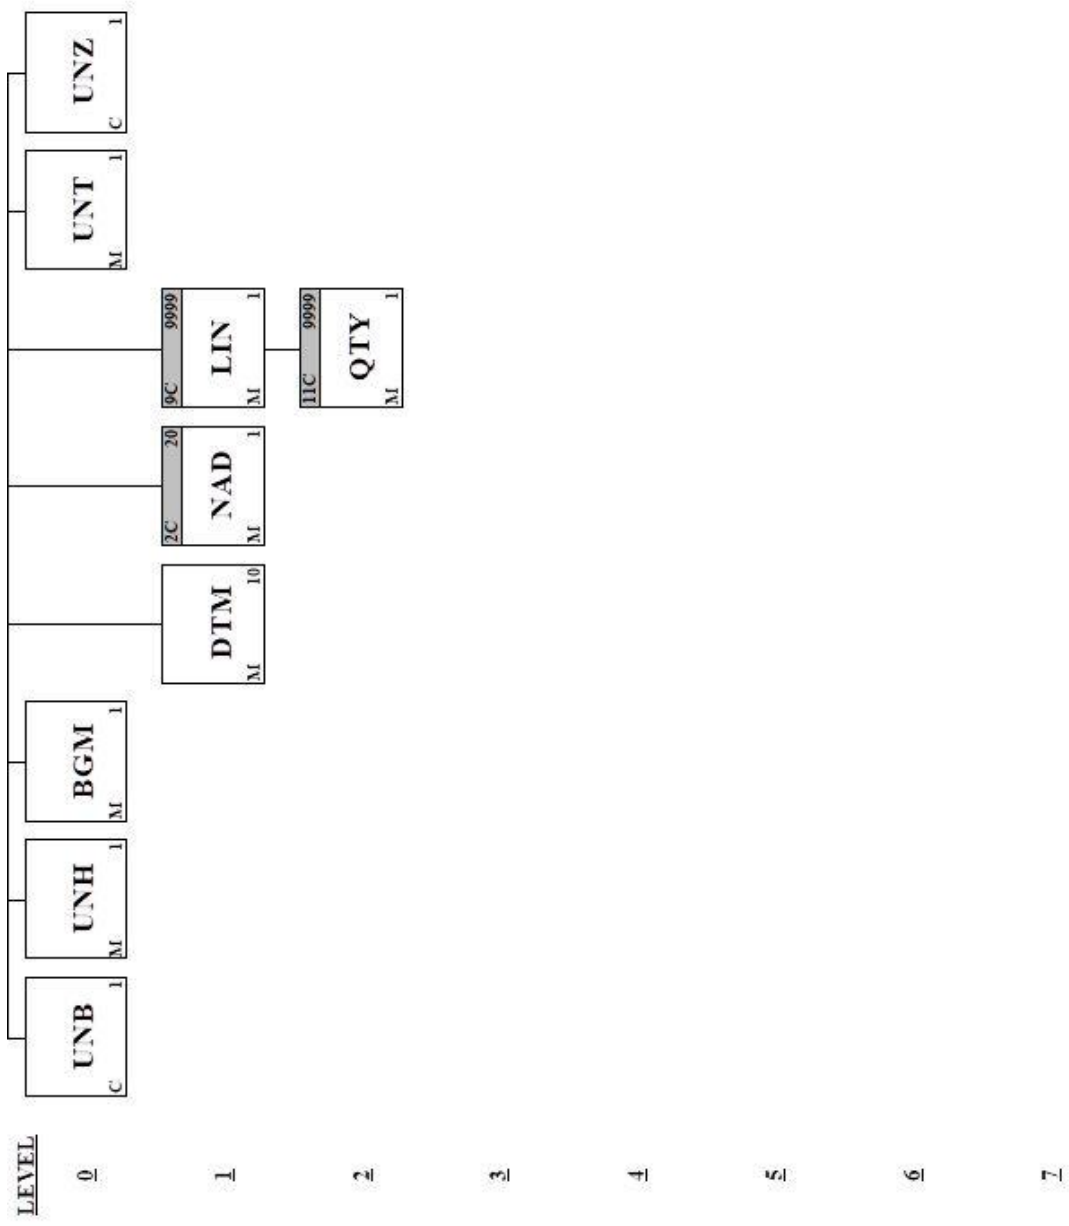 LEVEL
0 UNB UNH BGM UNT UNZ
C 1 M 1 M 1 M 1 C 1
2C 20 9C 9999
1 DTM NAD LIN
M 10 M 1 M 1
11C 9999
2 QTY
M 1
3
4
5
6
7